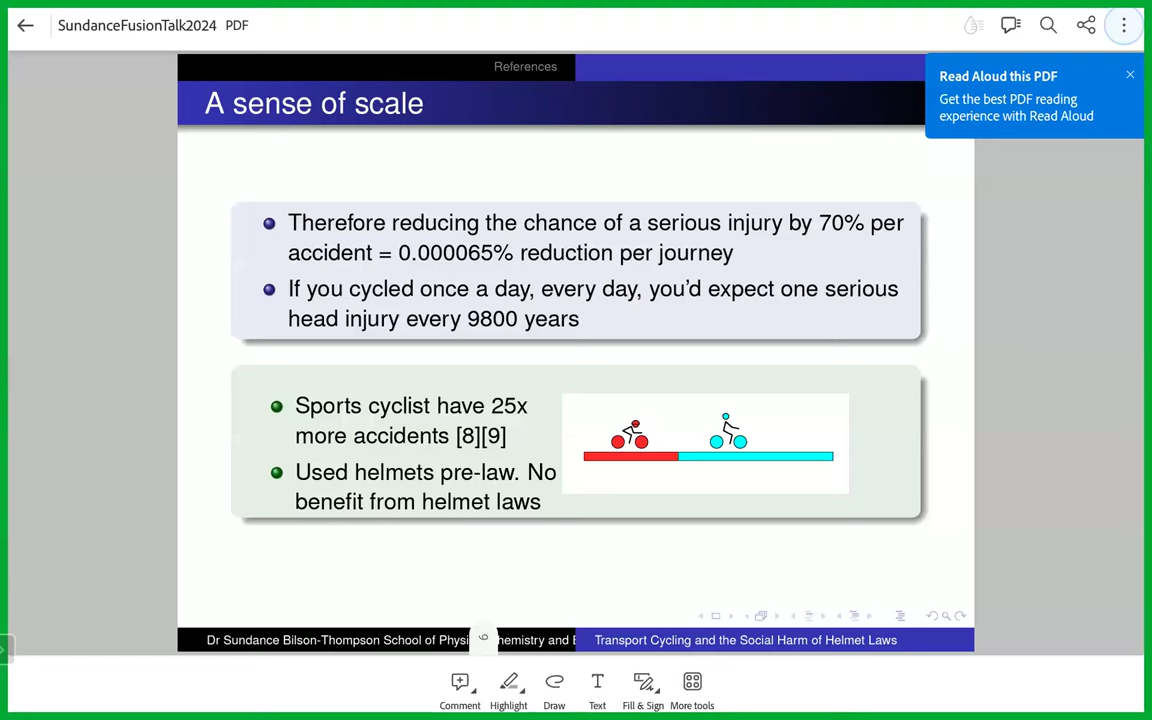 SundanceFusionTalk2024 PDF
References
Read Aloud this PDF
Get the best PDF reading
experience with Read Aloud
A sense of scale
Therefore reducing the chance of a serious injury by 70% per
accident = 0.000065% reduction per journey
If you cycled once a day, every day, you'd expect one serious
head injury every 9800 years
Sports cyclist have 25x
more accidents [8][9]
Used helmets pre-law. No
benefit from helmet laws
Dr Sundance Bilson-Thompson School of Physi
hemistry and E
Transport Cycling and the Social Harm of Helmet Laws
Comment Highlight Draw Text Fill & Sign More tools